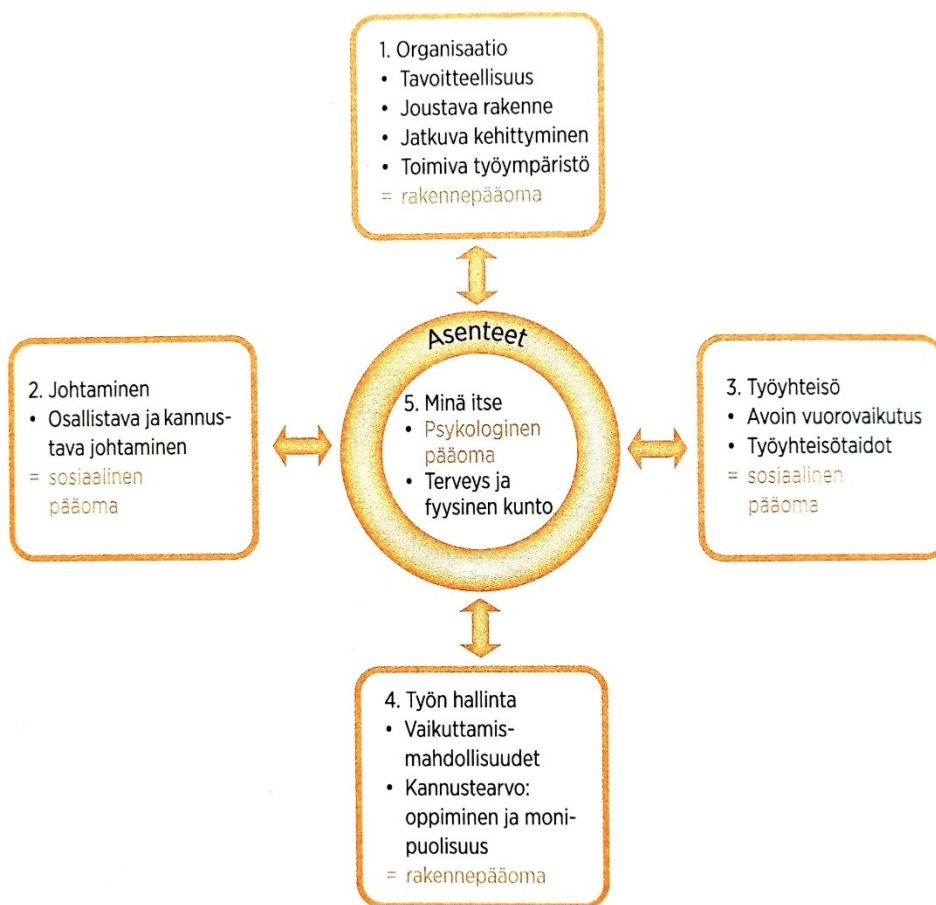 1. Organisaatio
• Tavoitteellisuus
• Joustava rakenne
• Jatkuva kehittyminen
• Toimiva työympäristö
= rakennepääoma
Asenteet
2. Johtaminen
• Osallistava ja kannus-
tava johtaminen
= sosiaalinen
pääoma
5. Minä itse
• Psykologinen
pääoma
• Terveys ja
fyysinen kunto
3. Työyhteisö
• Avoin vuorovaikutus
• Työyhteisötaidot
= sosiaalinen
pääoma
4. Työn hallinta
• Vaikuttamis-
mahdollisuudet
• Kannustearvo:
oppiminen ja moni-
puolisuus
= rakennepääoma